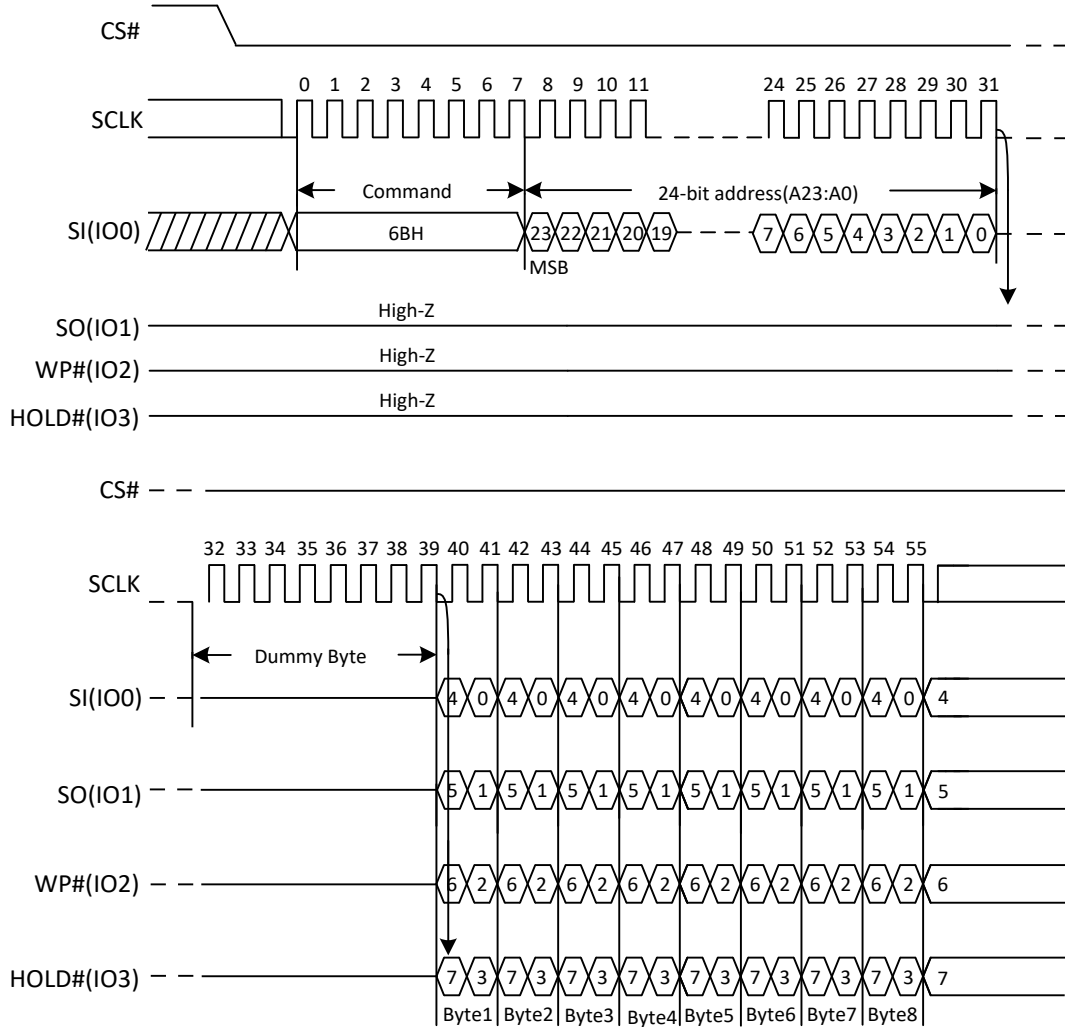 CS#
0 1 2 3 4 5 6 7 8 9 10 11 24 25 26 27 28 29 30 31
SCLK
Command 24-bit address(A23:A0)
SI(IO0) 6BH 23 22 21 20 19 7 6 5 4 3 2 1 0
MSB
High-Z
SO(IO1)
High-Z
WP#(IO2)
High-Z
HOLD#(IO3)
CS#
32 33 34 35 36 37 38 39 40 41 42 43 44 45 46 47 48 49 50 51 52 53 54 55
SCLK
Dummy Byte
SI(IO0) 4 0 4 0 4 0 4 0 4 0 4 0 4 0 4 0 4
SO(IO1) 5 1 5 1 5 1 5 1 5 1 5 1 5 1 5 1 5
WP#(IO2) 6 2 6 2 6 2 6 2 6 2 6 2 6 2 6 2 6
HOLD#(IO3) 7 3 7 3 7 3 7 3 7 3 7 3 7 3 7 3 7
Byte1 Byte2 Byte3 Byte4 Byte5 Byte6 Byte7 Byte8